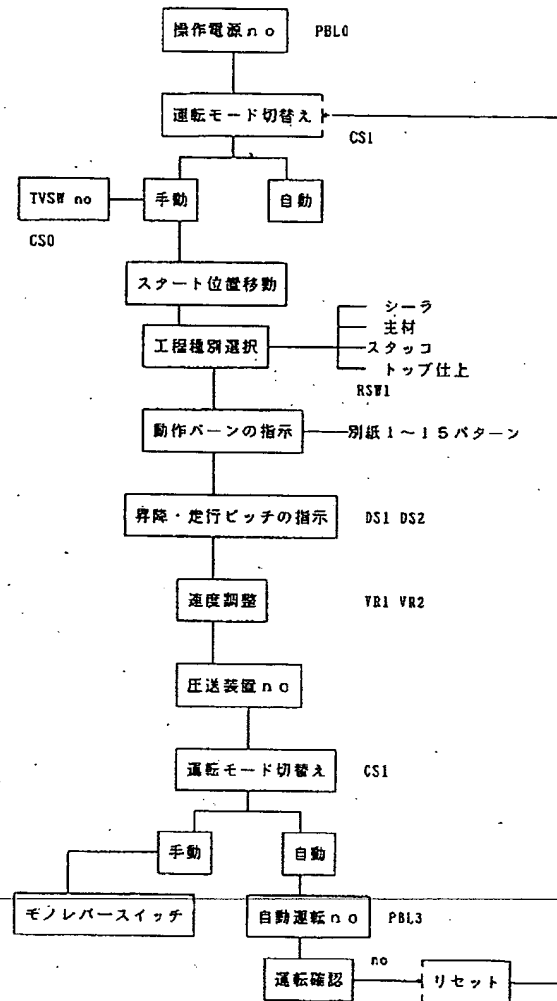 操作電源no PBL0
運転モード切替え
CS1
TVSW no 手動 自動
CS0
スタート位置移動
シーラ
主材
工程種別選択 スタッコ
トップ仕上
RSW1
動作パーンの指示 別紙1〜15パターン
昇降・走行ピッチの指示 DS1 DS2
速度調整 VR1 VR2
圧送装置no
運転モード切替え CS1
手動 自動
モノレバースイッチ 自動運転no PBL3
運転確認 no リセット